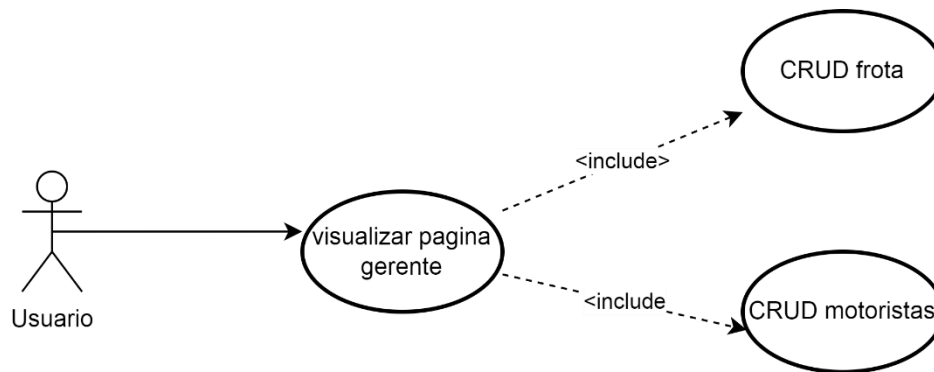 CRUD frota
<include>
visualizar pagina
gerente
<include
CRUD motoristas
Usuario